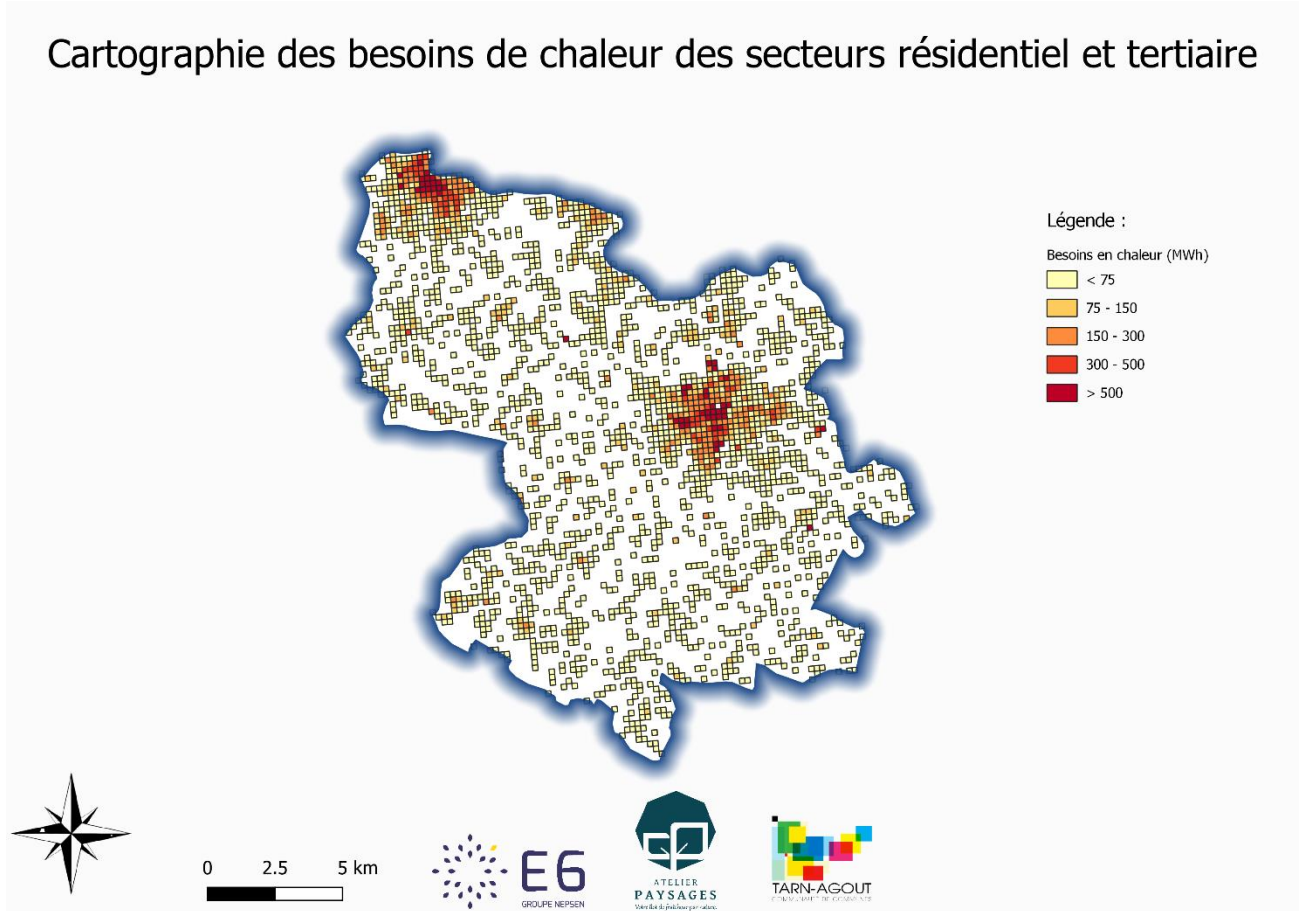 Cartographie des besoins de chaleur des secteurs résidentiel et tertiaire
Légende :
Besoins en chaleur (MWh)
< 75
75 - 150
150 - 300
300 - 500
> 500
0 2.5 5 km
E6
GROUPE NEPSEN
ATELIER
PAYSAGES
TARN-AGOUT